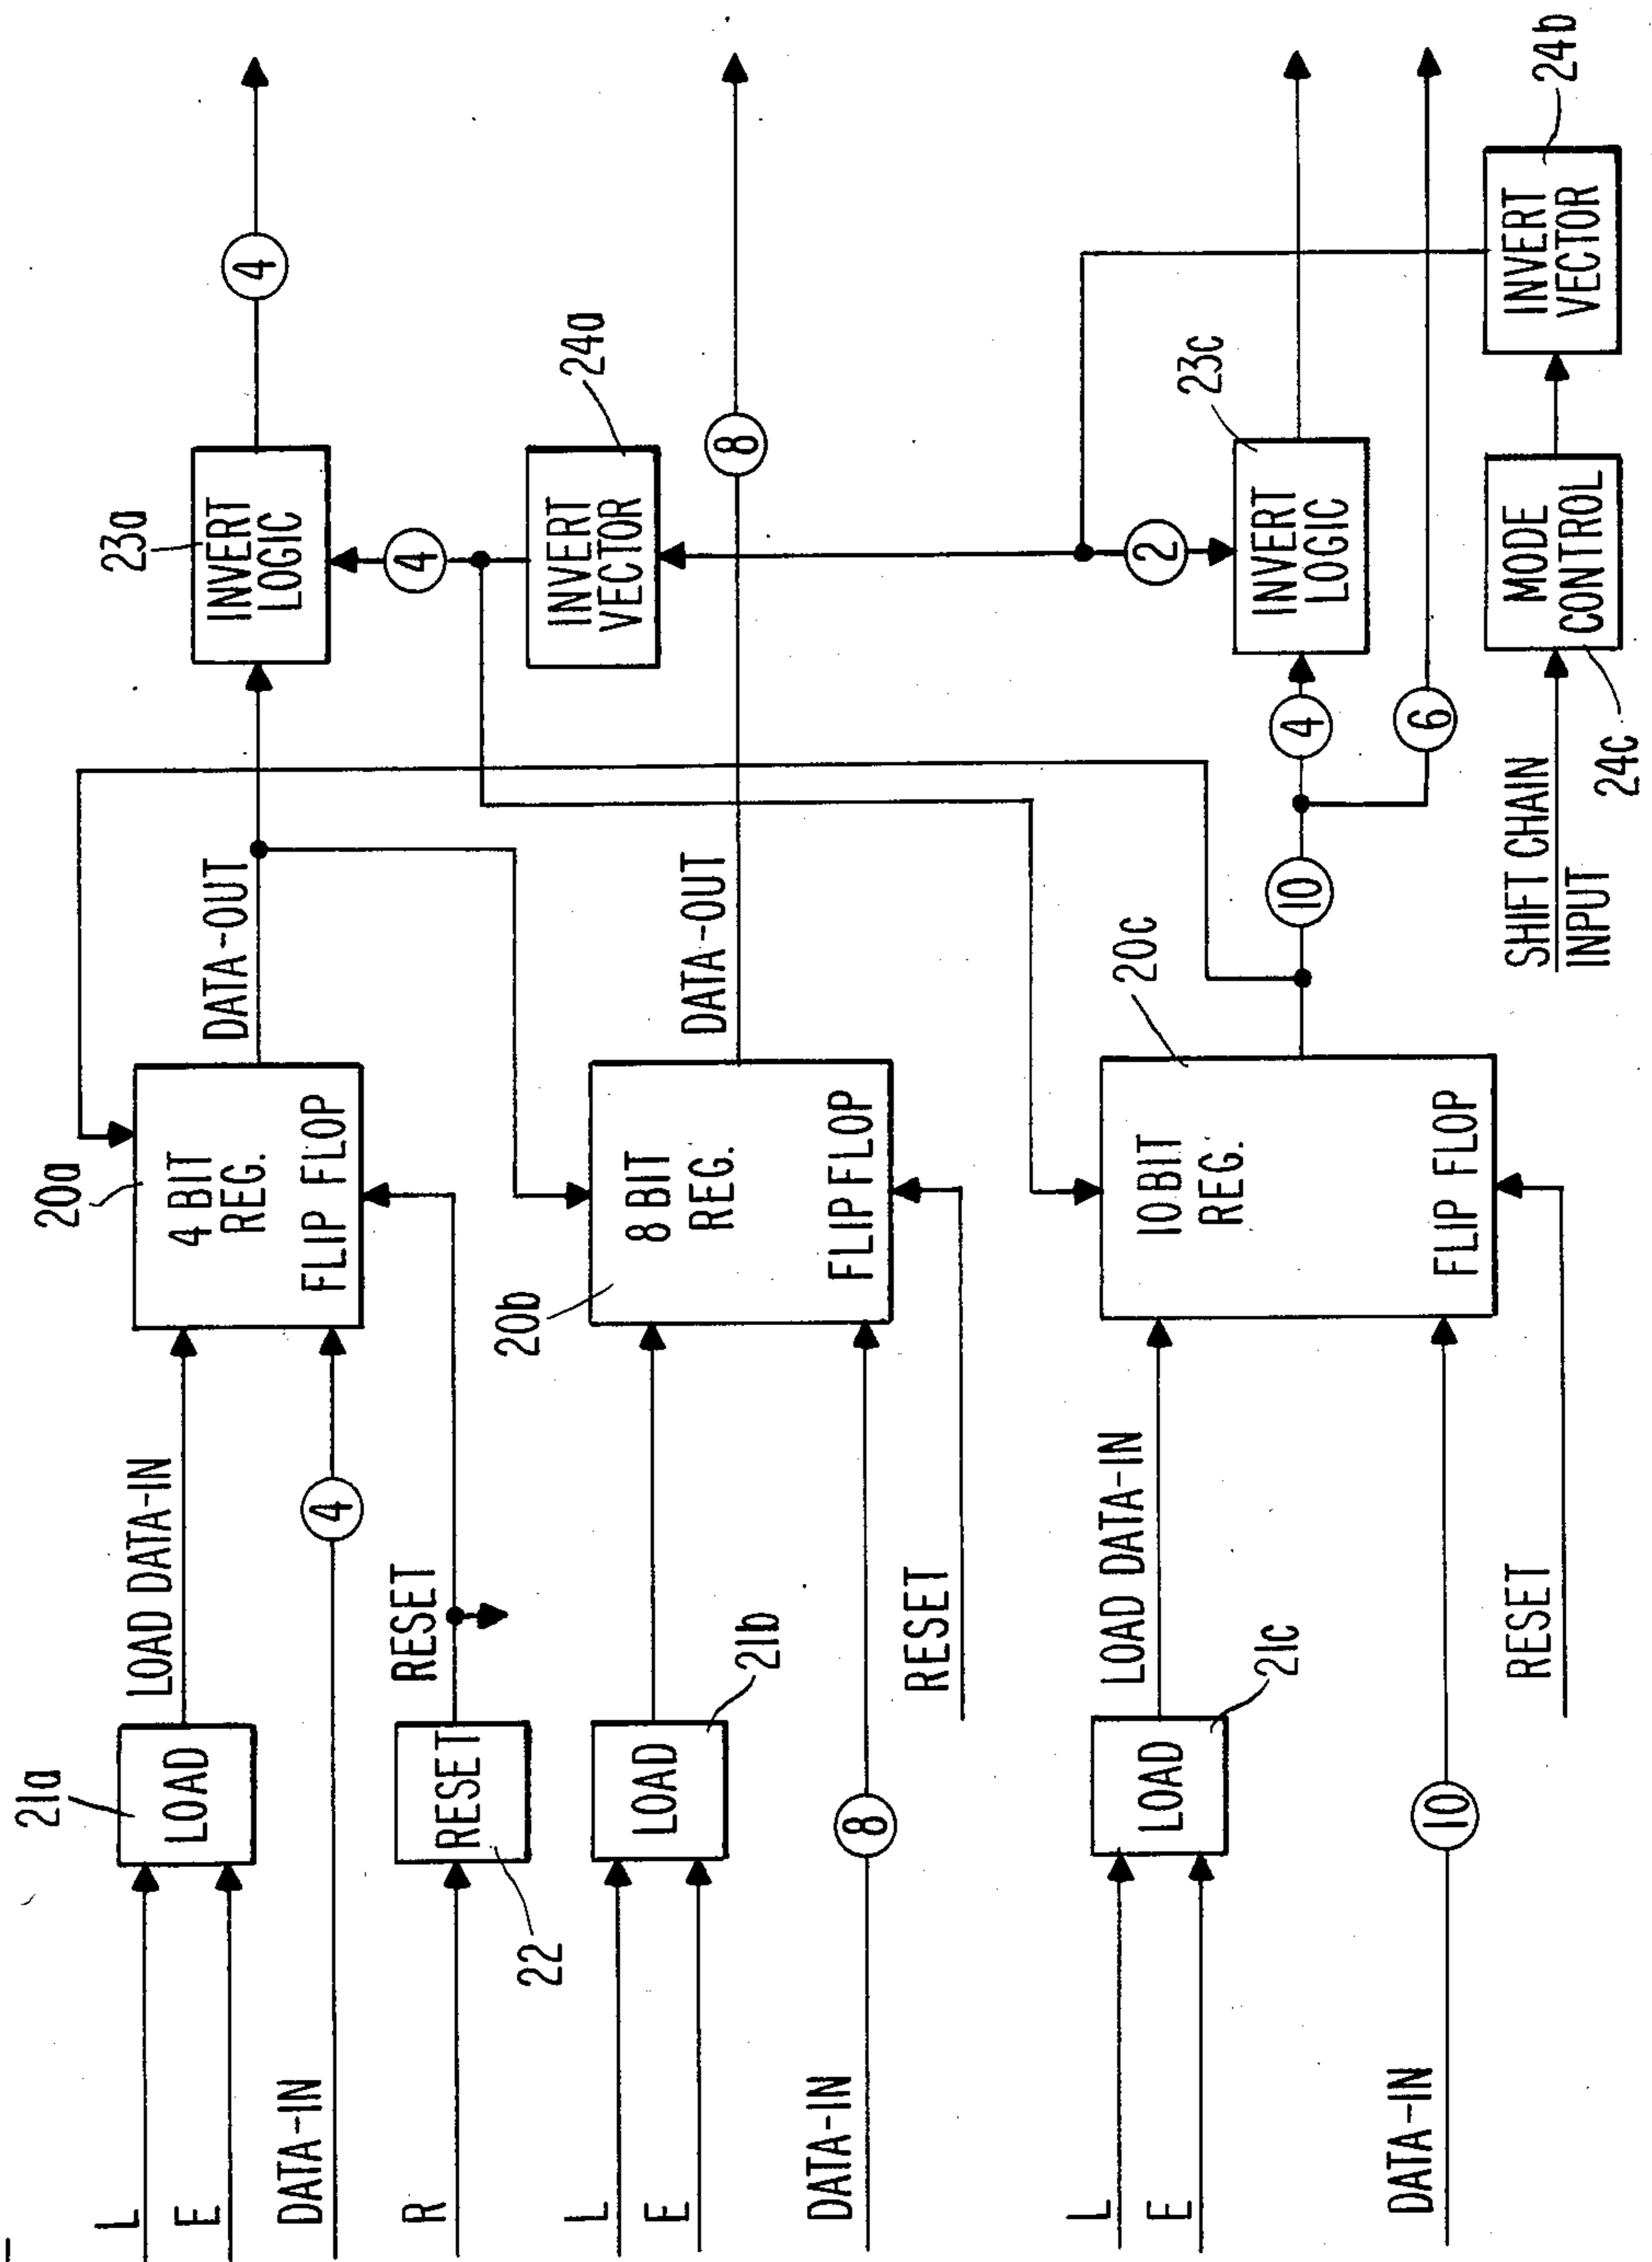 21a
L
E
LOAD
LOAD DATA-IN
DATA-IN
4
20a
4 BIT
REG.
FLIP FLOP
DATA-OUT
23a
INVERT
LOGIC
4
R
RESET
22
RESET
4
INVERT
VECTOR
24a
L
E
LOAD
21b
DATA-IN
8
RESET
20b
8 BIT
REG.
FLIP FLOP
DATA-OUT
8
L
E
LOAD
21c
LOAD DATA-IN
DATA-IN
10
RESET
20c
10 BIT
REG.
FLIP FLOP
10
4
6
2
INVERT
LOGIC
23c
SHIFT CHAIN
INPUT
24c
MODE
CONTROL
INVERT
VECTOR
24b